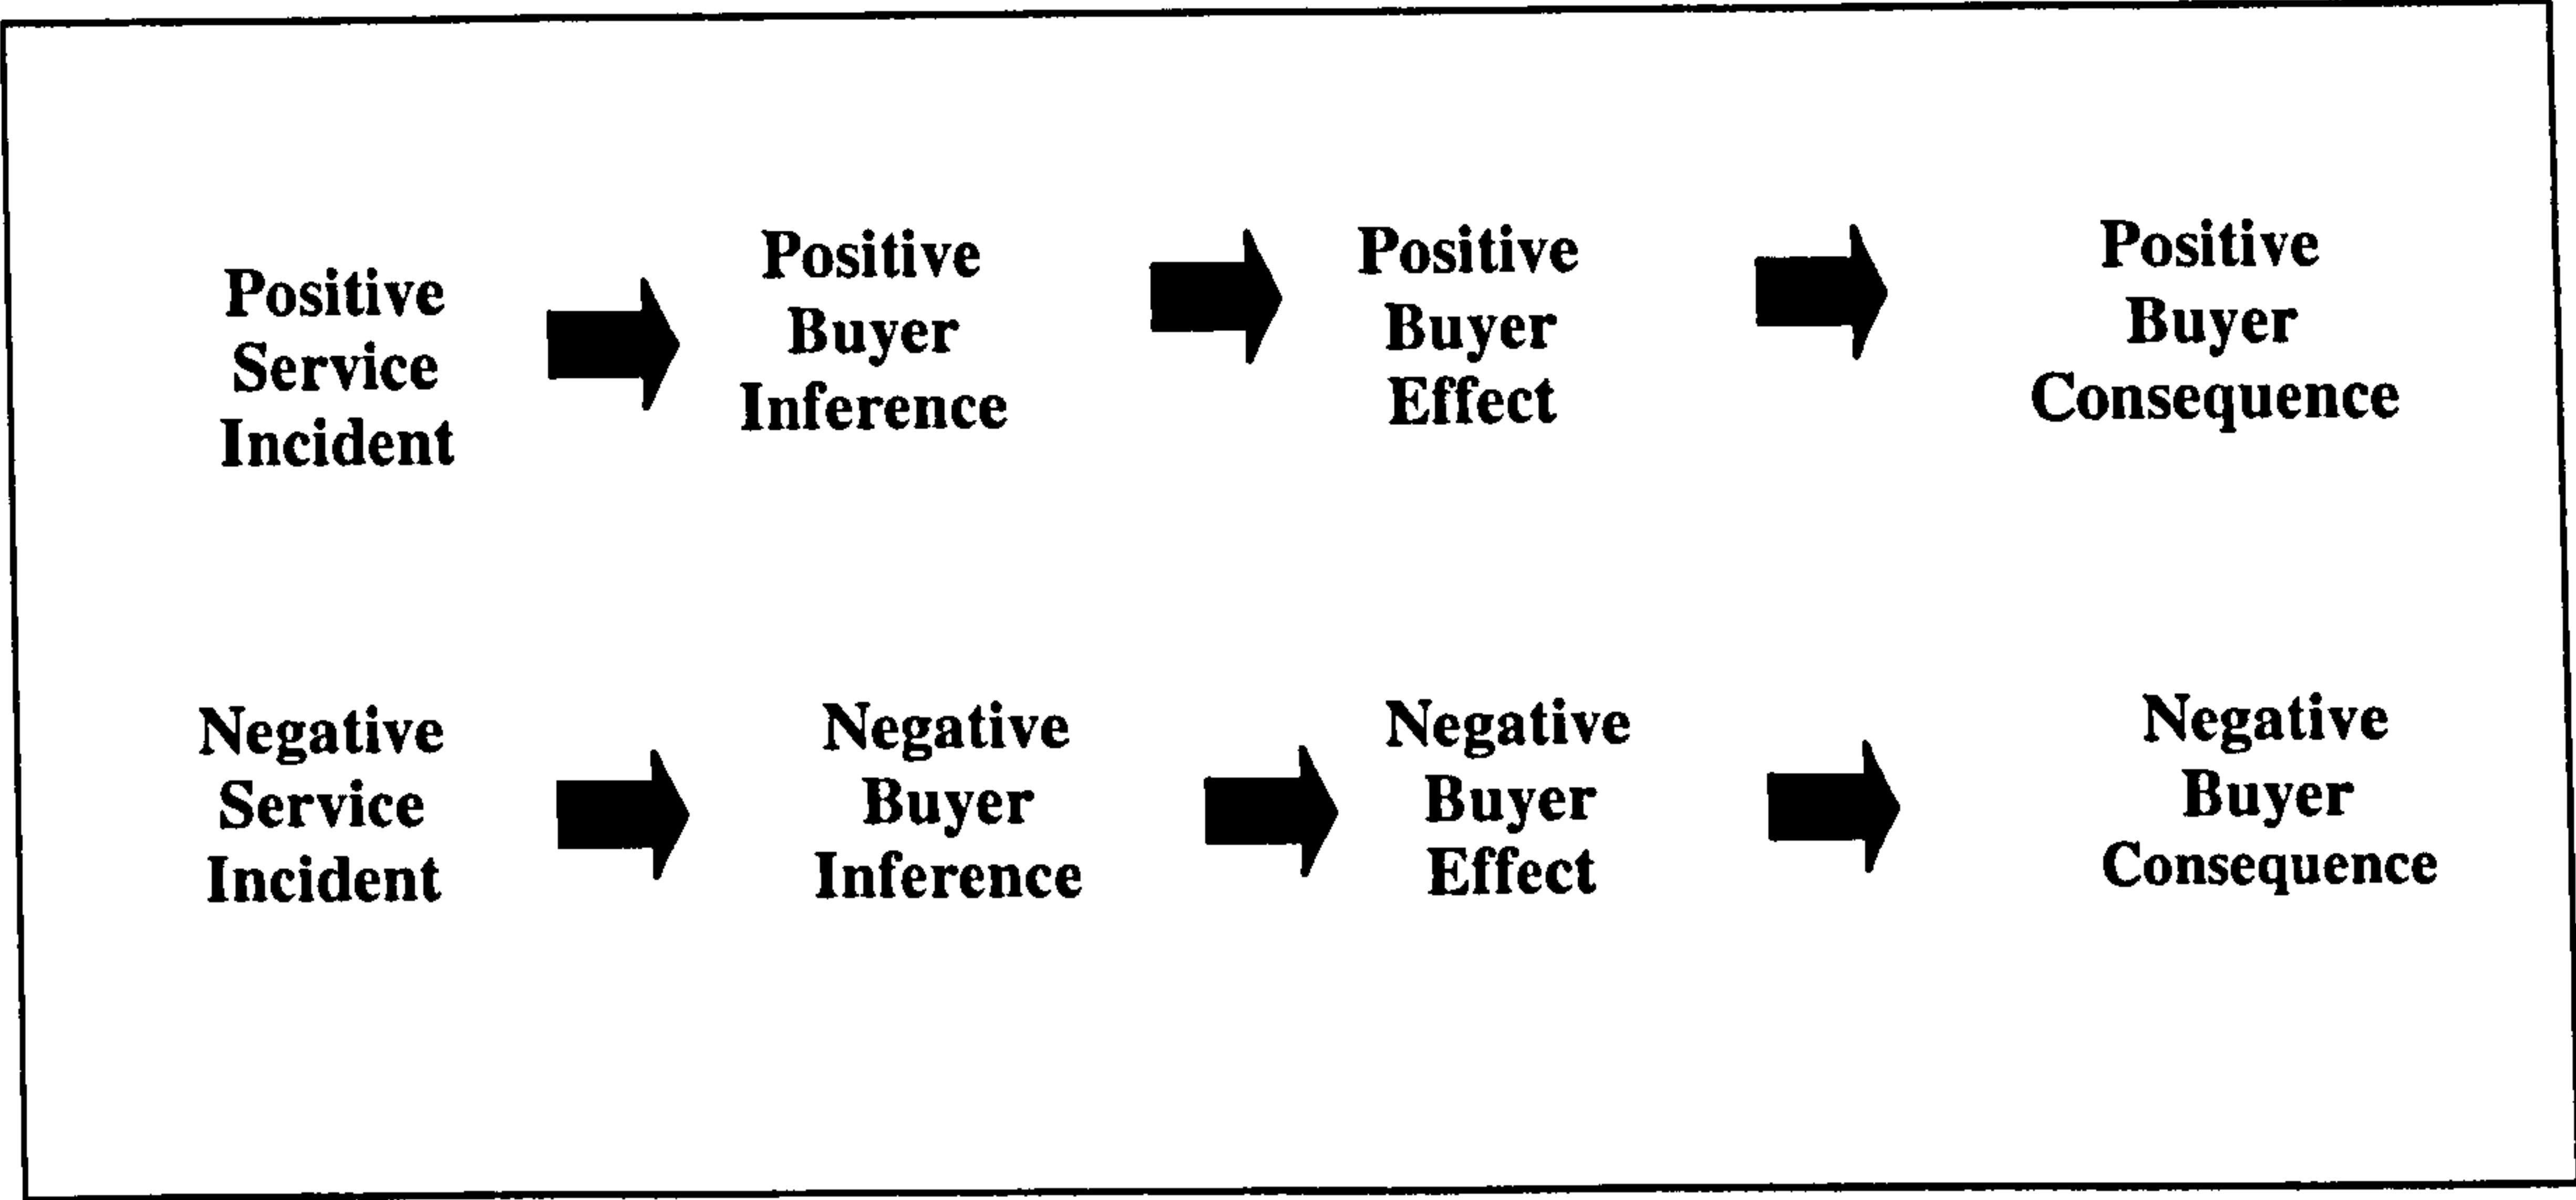 Positive
Service
Incident
Positive
Buyer
Inference
Positive
Buyer
Effect
Positive
Buyer
Consequence
Negative
Service
Incident
Negative
Buyer
Inference
Negative
Buyer
Effect
Negative
Buyer
Consequence